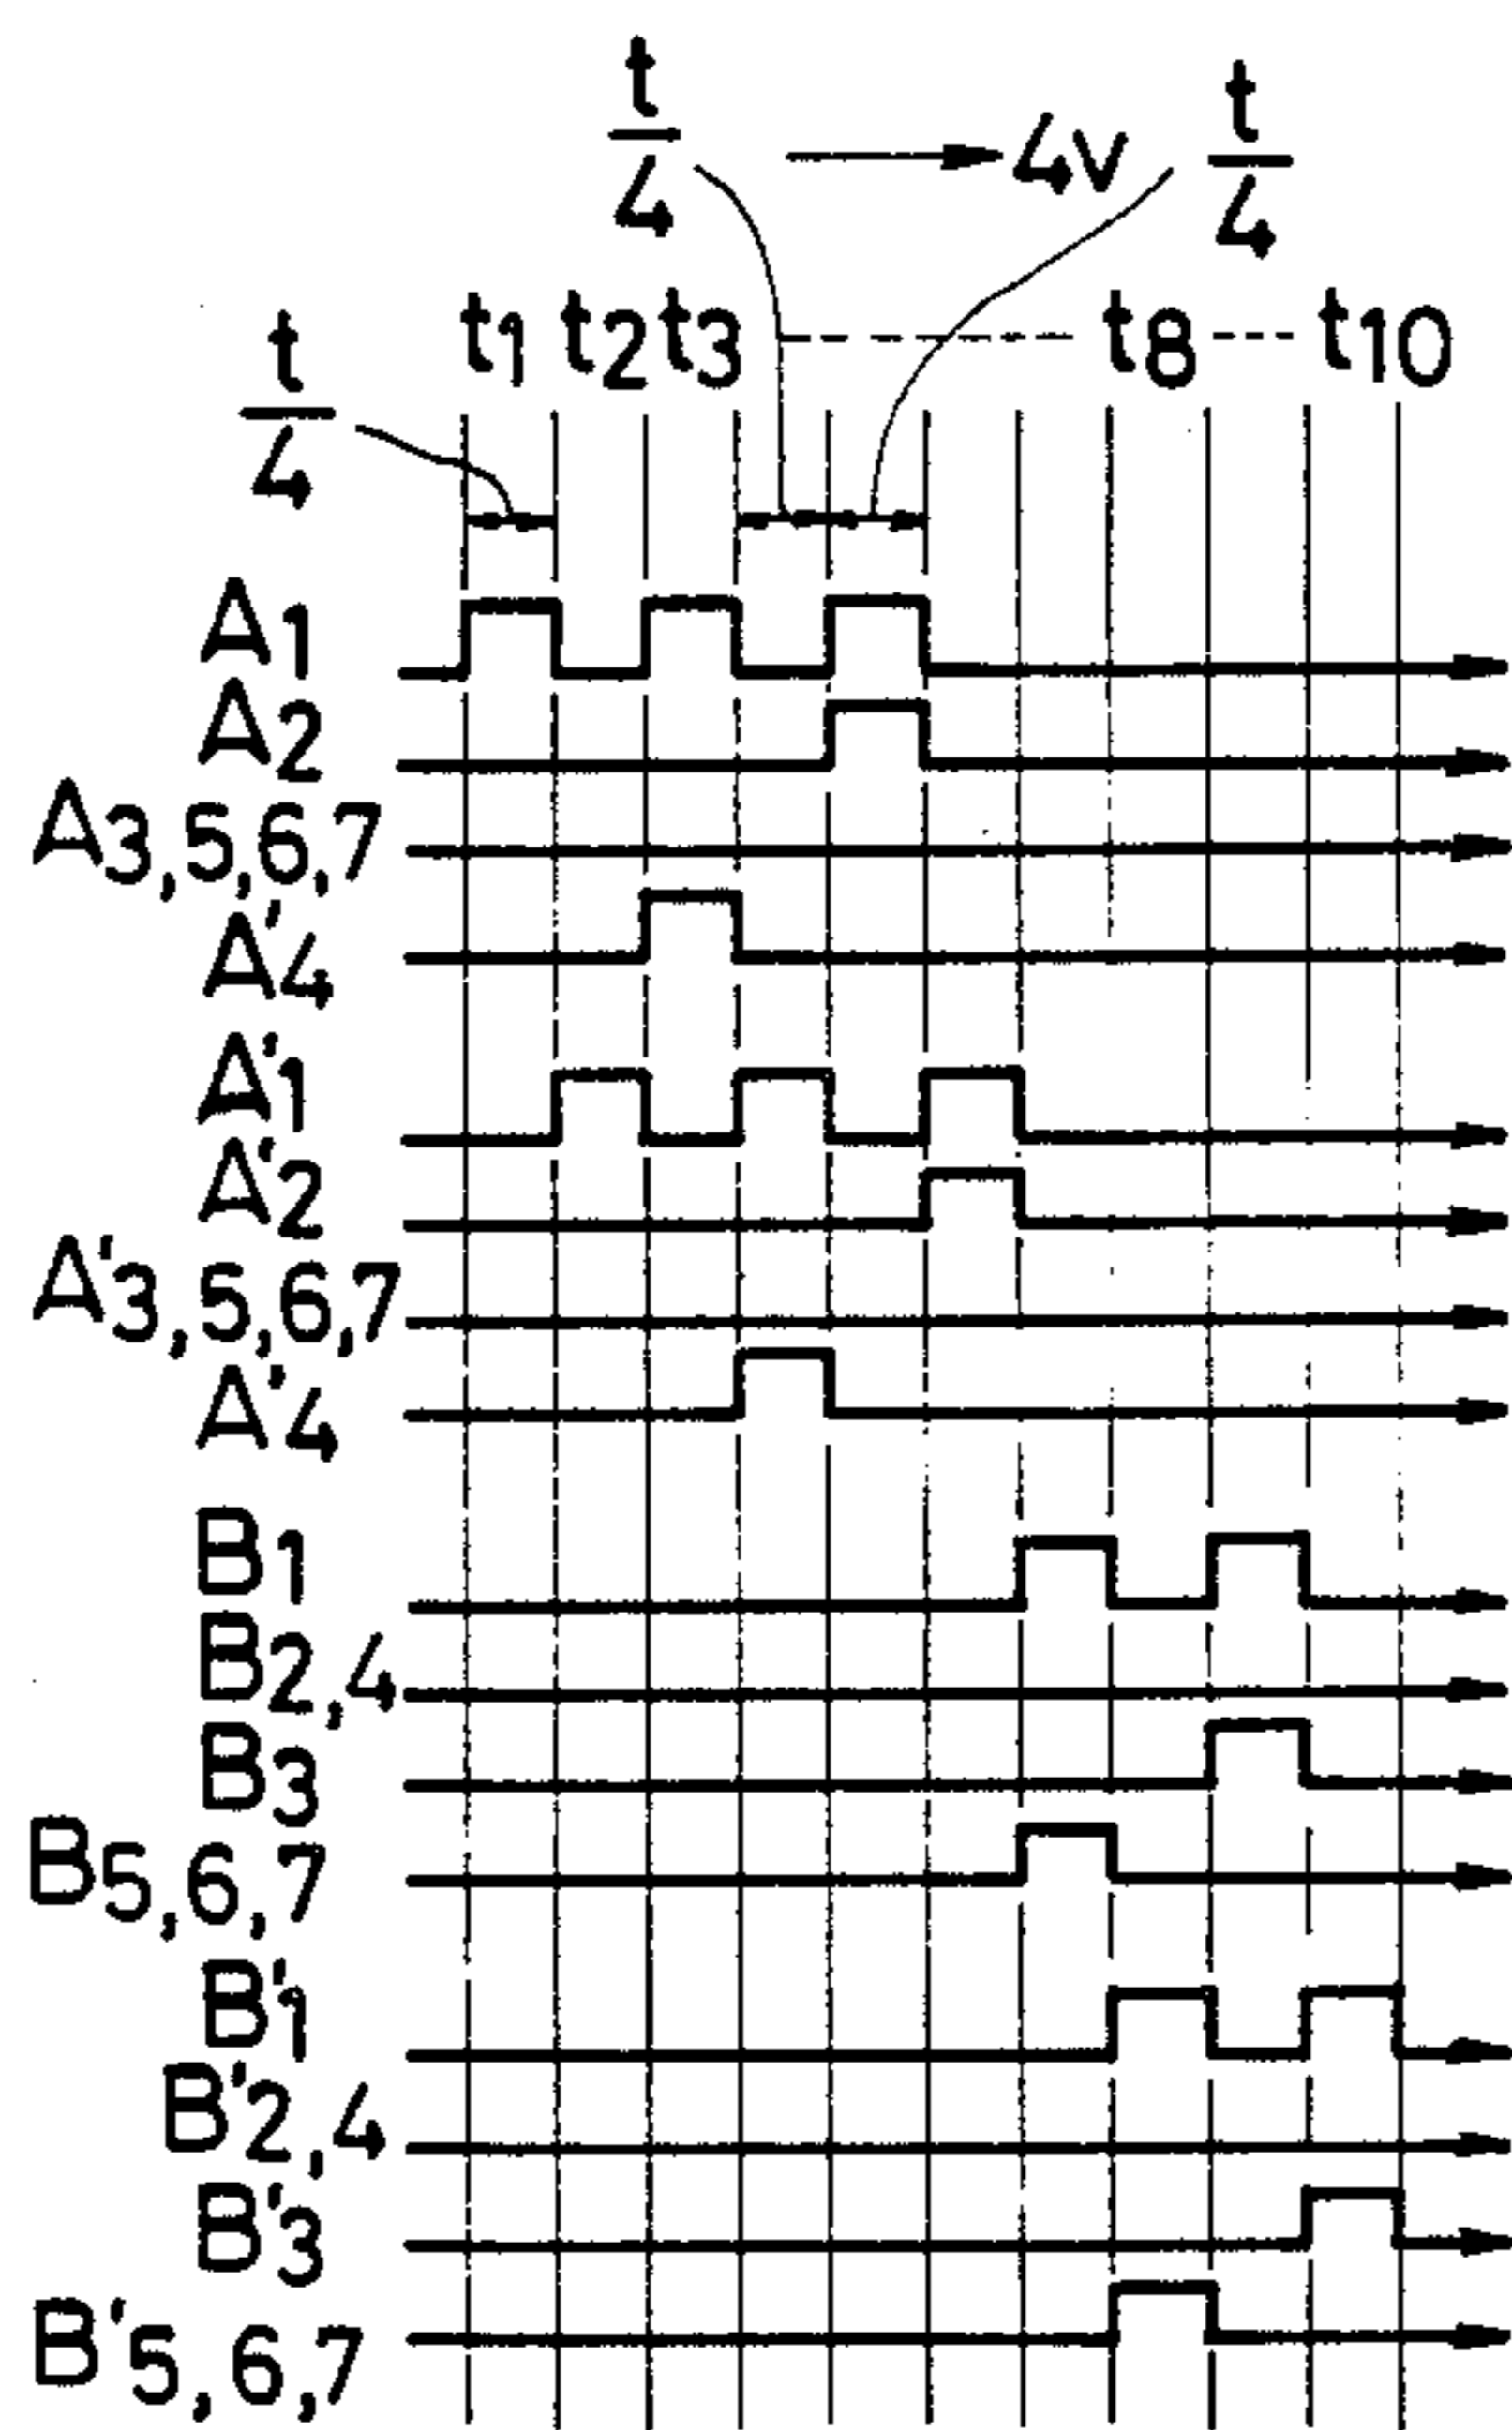 t/4 → 4v t/4
t/4 t1 t2 t3 ---- t8 --- t10
A1
A2
A3,5,6,7
A'4
A'1
A'2
A'3,5,6,7
A'4
B1
B2,4
B3
B5,6,7
B'1
B'2,4
B'3
B'5,6,7